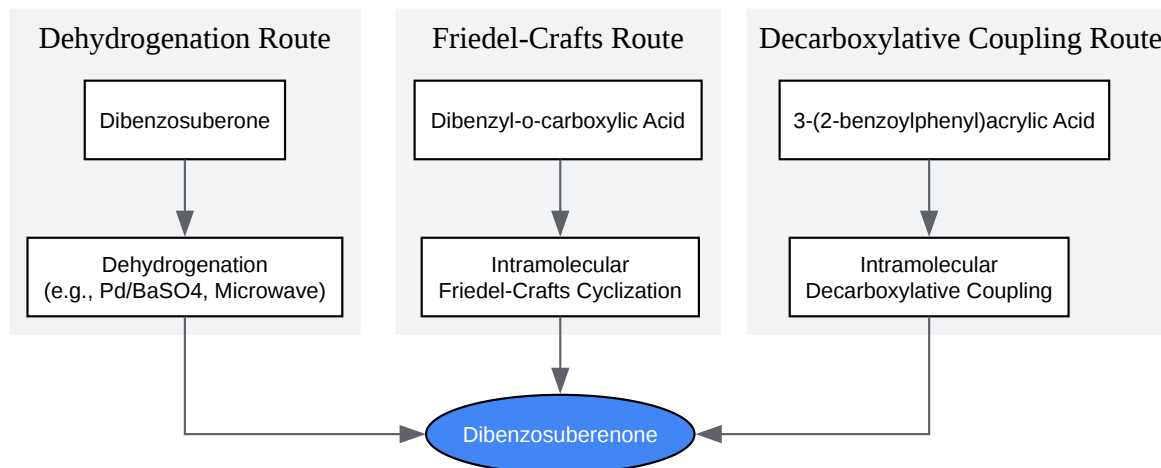 Dehydrogenation Route
Friedel-Crafts Route
Decarboxylative Coupling Route
Dibenzosuberone
Dibenzyl-o-carboxylic Acid
3-(2-benzoylphenyl)acrylic Acid
Dehydrogenation
(e.g., Pd/BaSO4, Microwave)
Intramolecular
Friedel-Crafts Cyclization
Intramolecular
Decarboxylative Coupling
Dibenzosuberenone